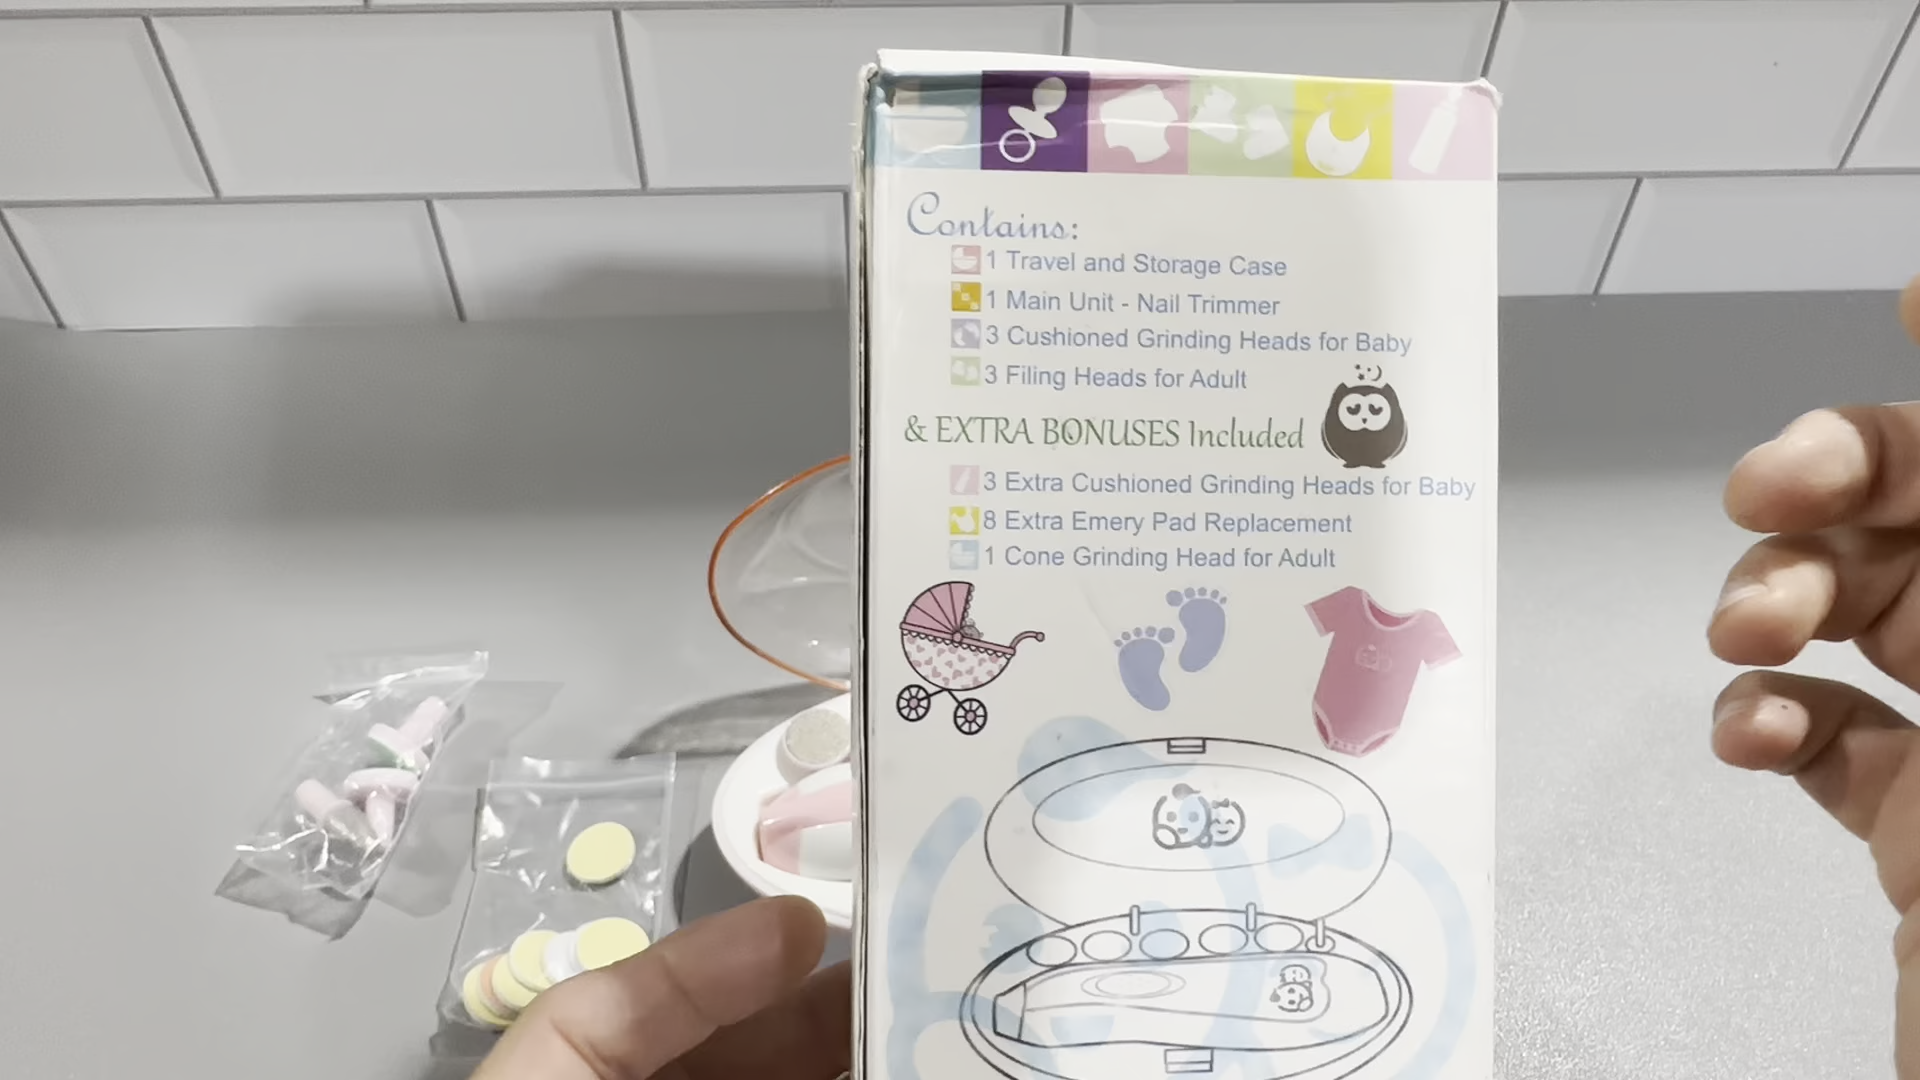 Contains:
1 Travel and Storage Case
1 Main Unit - Nail Trimmer
3 Cushioned Grinding Heads for Baby
3 Filing Heads for Adult
& EXTRA BONUSES Included
3 Extra Cushioned Grinding Heads for Baby
8 Extra Emery Pad Replacement
1 Cone Grinding Head for Adult